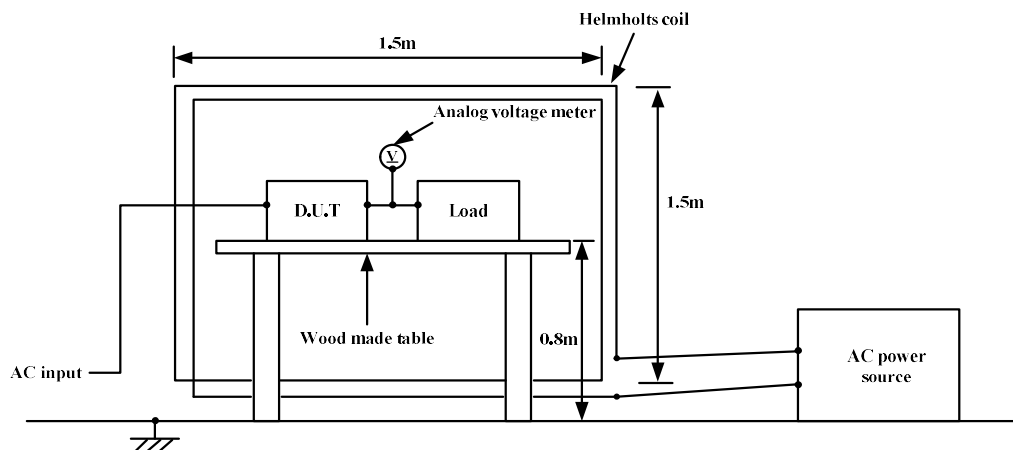 Helmholts coil
1.5m
Analog voltage meter
V
D.U.T
Load
1.5m
Wood made table
0.8m
AC input
AC power
source